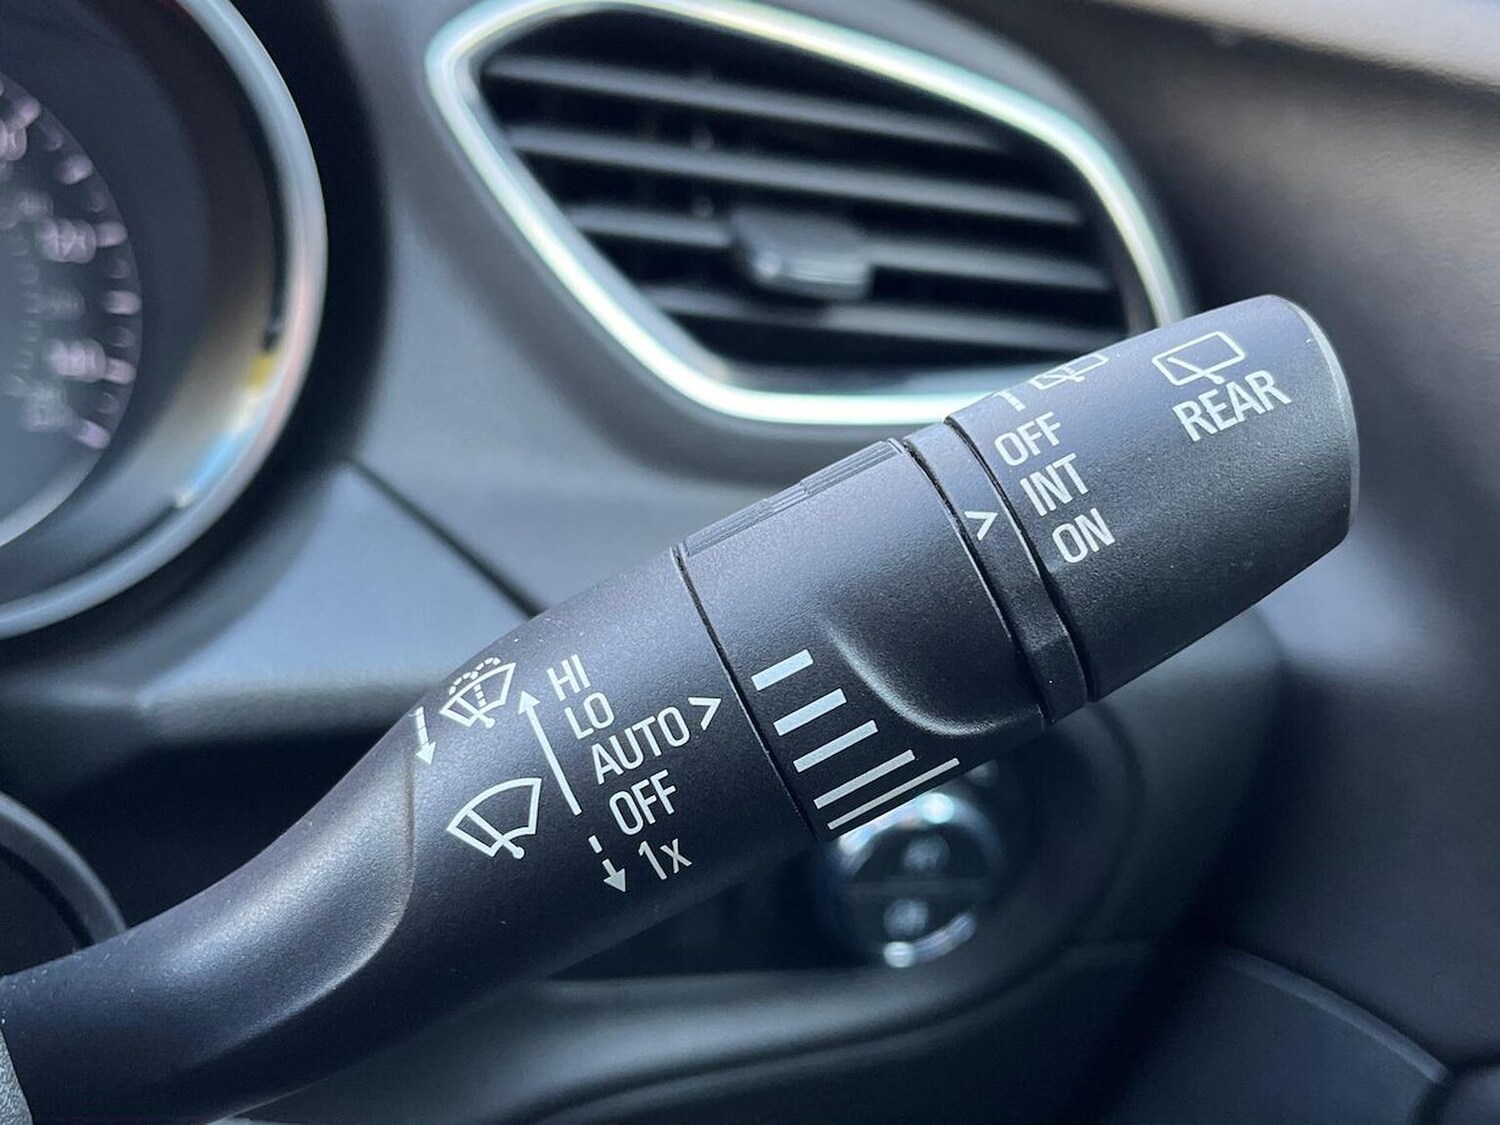 REAR
OFF
INT
ON
HI
LO
AUTO
OFF
1x